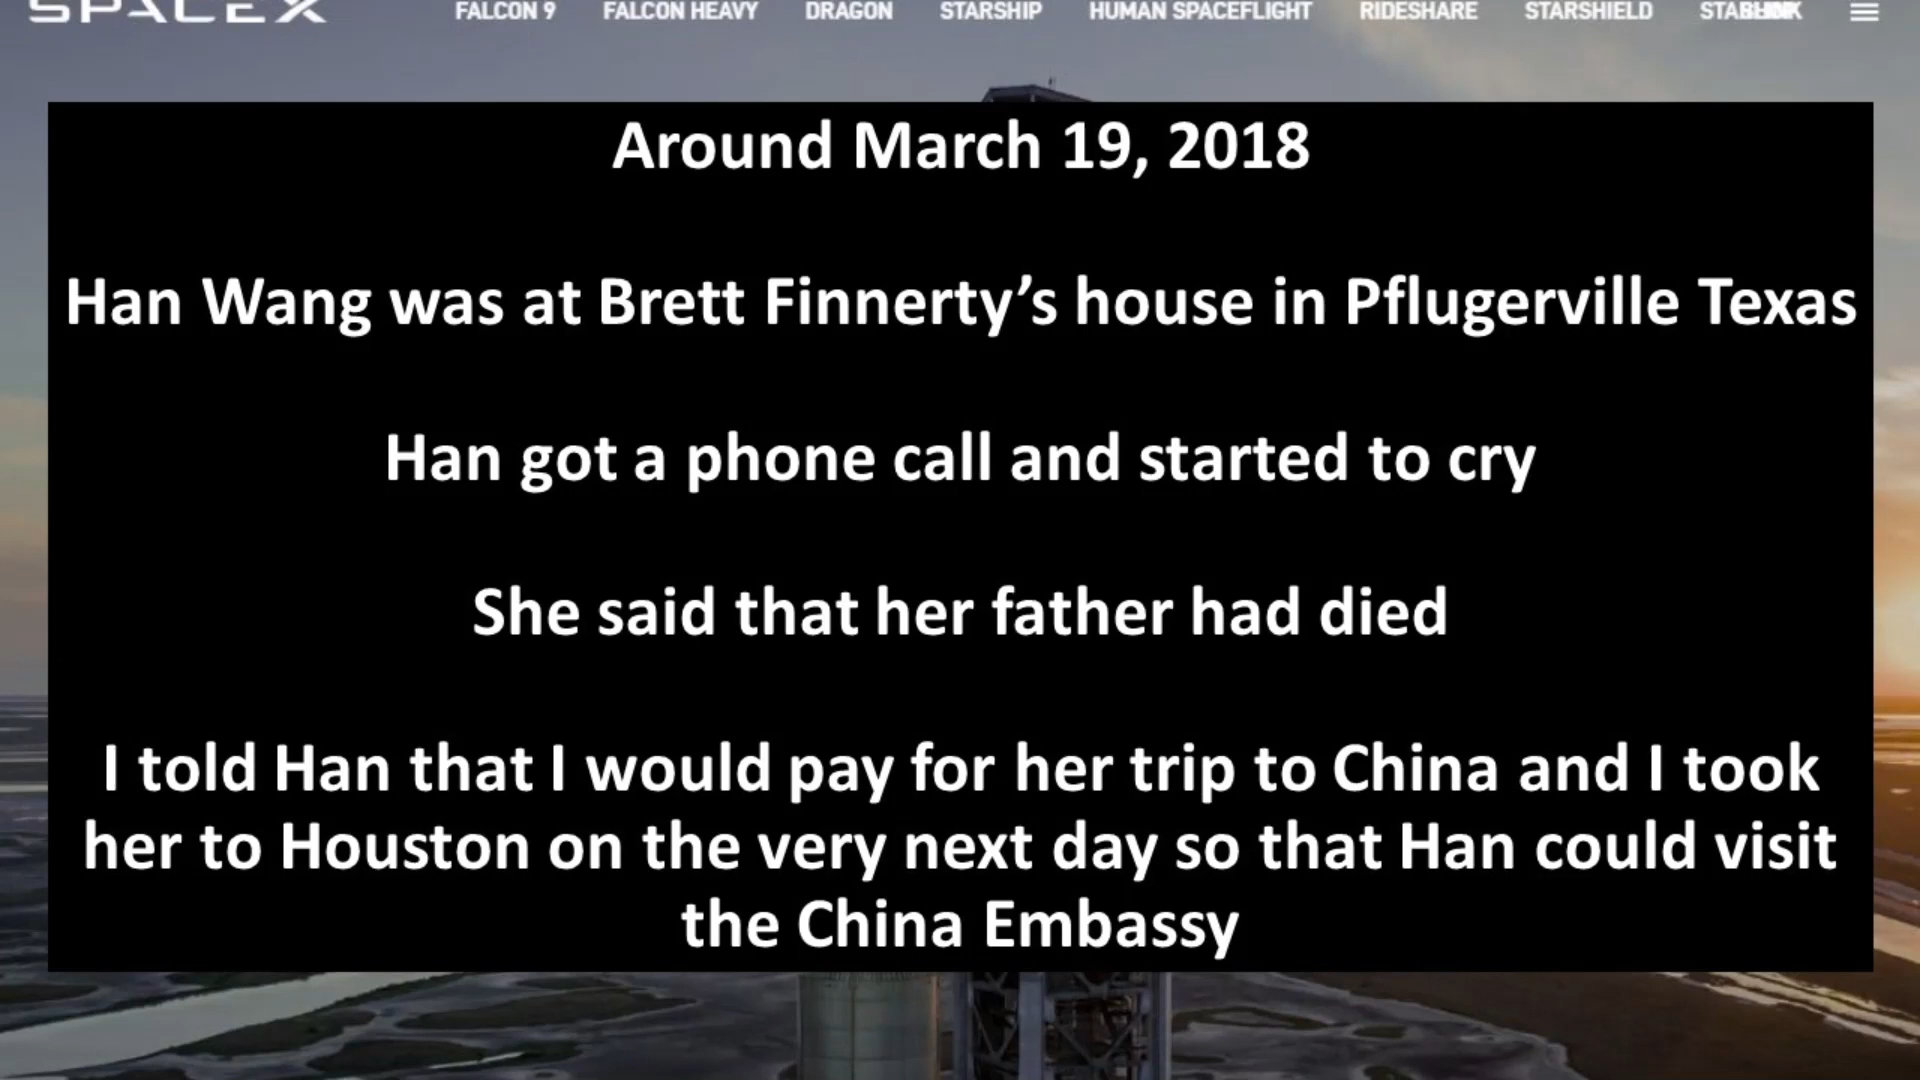 SPACEX
FALCON 9 FALCON HEAVY DRAGON STARSHIP HUMAN SPACEFLIGHT RIDESHARE STARSHIELD
Around March 19, 2018
Han Wang was at Brett Finnerty’s house in Pflugerville Texas
Han got a phone call and started to cry
She said that her father had died
I told Han that I would pay for her trip to China and I took
her to Houston on the very next day so that Han could visit
the China Embassy